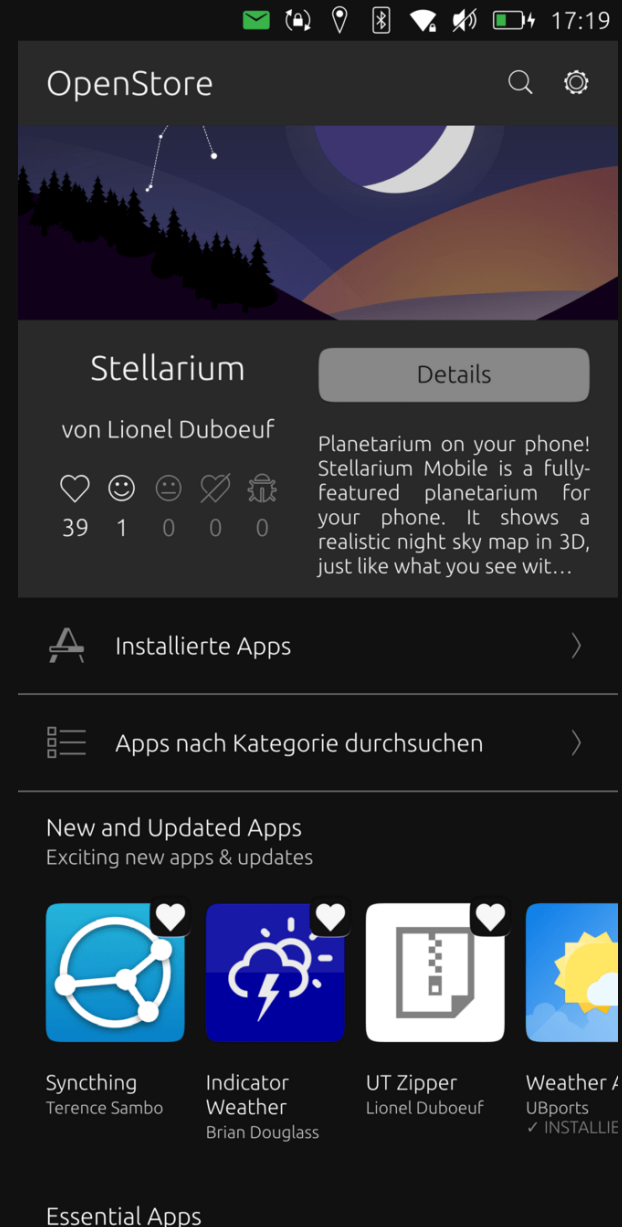 17:19
OpenStore
Stellarium
von Lionel Duboeuf
39 1 0 0 0
Details
Planetarium on your phone!
Stellarium Mobile is a fully-
featured planetarium for
your phone. It shows a
realistic night sky map in 3D,
just like what you see wit...
Installierte Apps
Apps nach Kategorie durchsuchen
New and Updated Apps
Exciting new apps & updates
Syncthing
Terence Sambo
Indicator
Weather
Brian Douglass
UT Zipper
Lionel Duboeuf
Weather A
UBports
✓ INSTALLIE
Essential Apps